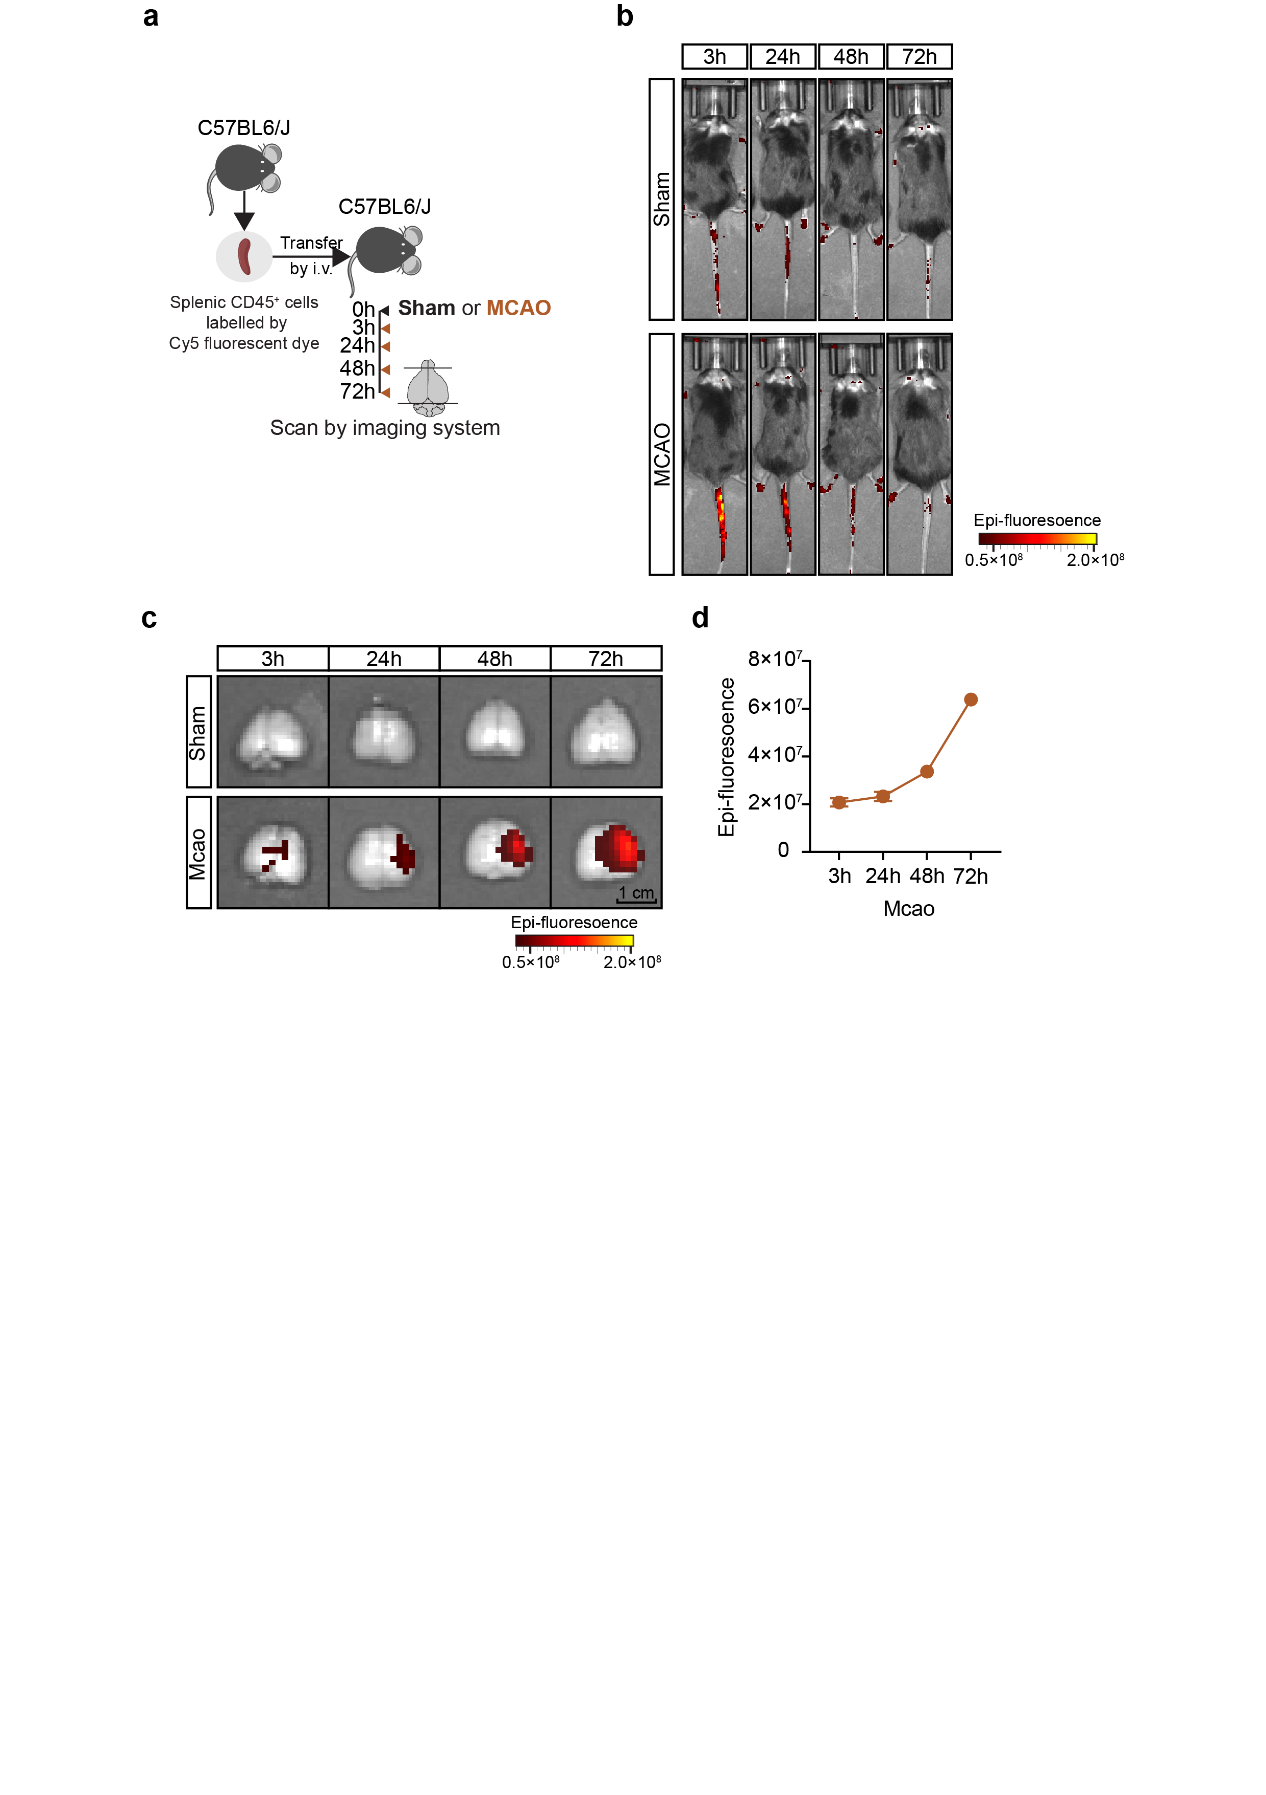 a
C57BL6/J
C57BL6/J
Transfer
by i.v.
Splenic CD45⁺ cells
labelled by
Cy5 fluorescent dye
0h
Sham or MCAO
3h
24h
48h
72h
Scan by imaging system
b
3h 24h 48h 72h
Sham
MCAO
Epi-fluoresoence
0.5×10⁸ 2.0×10⁸
c
3h 24h 48h 72h
Sham
Mcao
1 cm
Epi-fluoresoence
0.5×10⁸ 2.0×10⁸
d
Epi-fluoresoence
8×10⁷
6×10⁷
4×10⁷
2×10⁷
0
3h 24h 48h 72h
Mcao